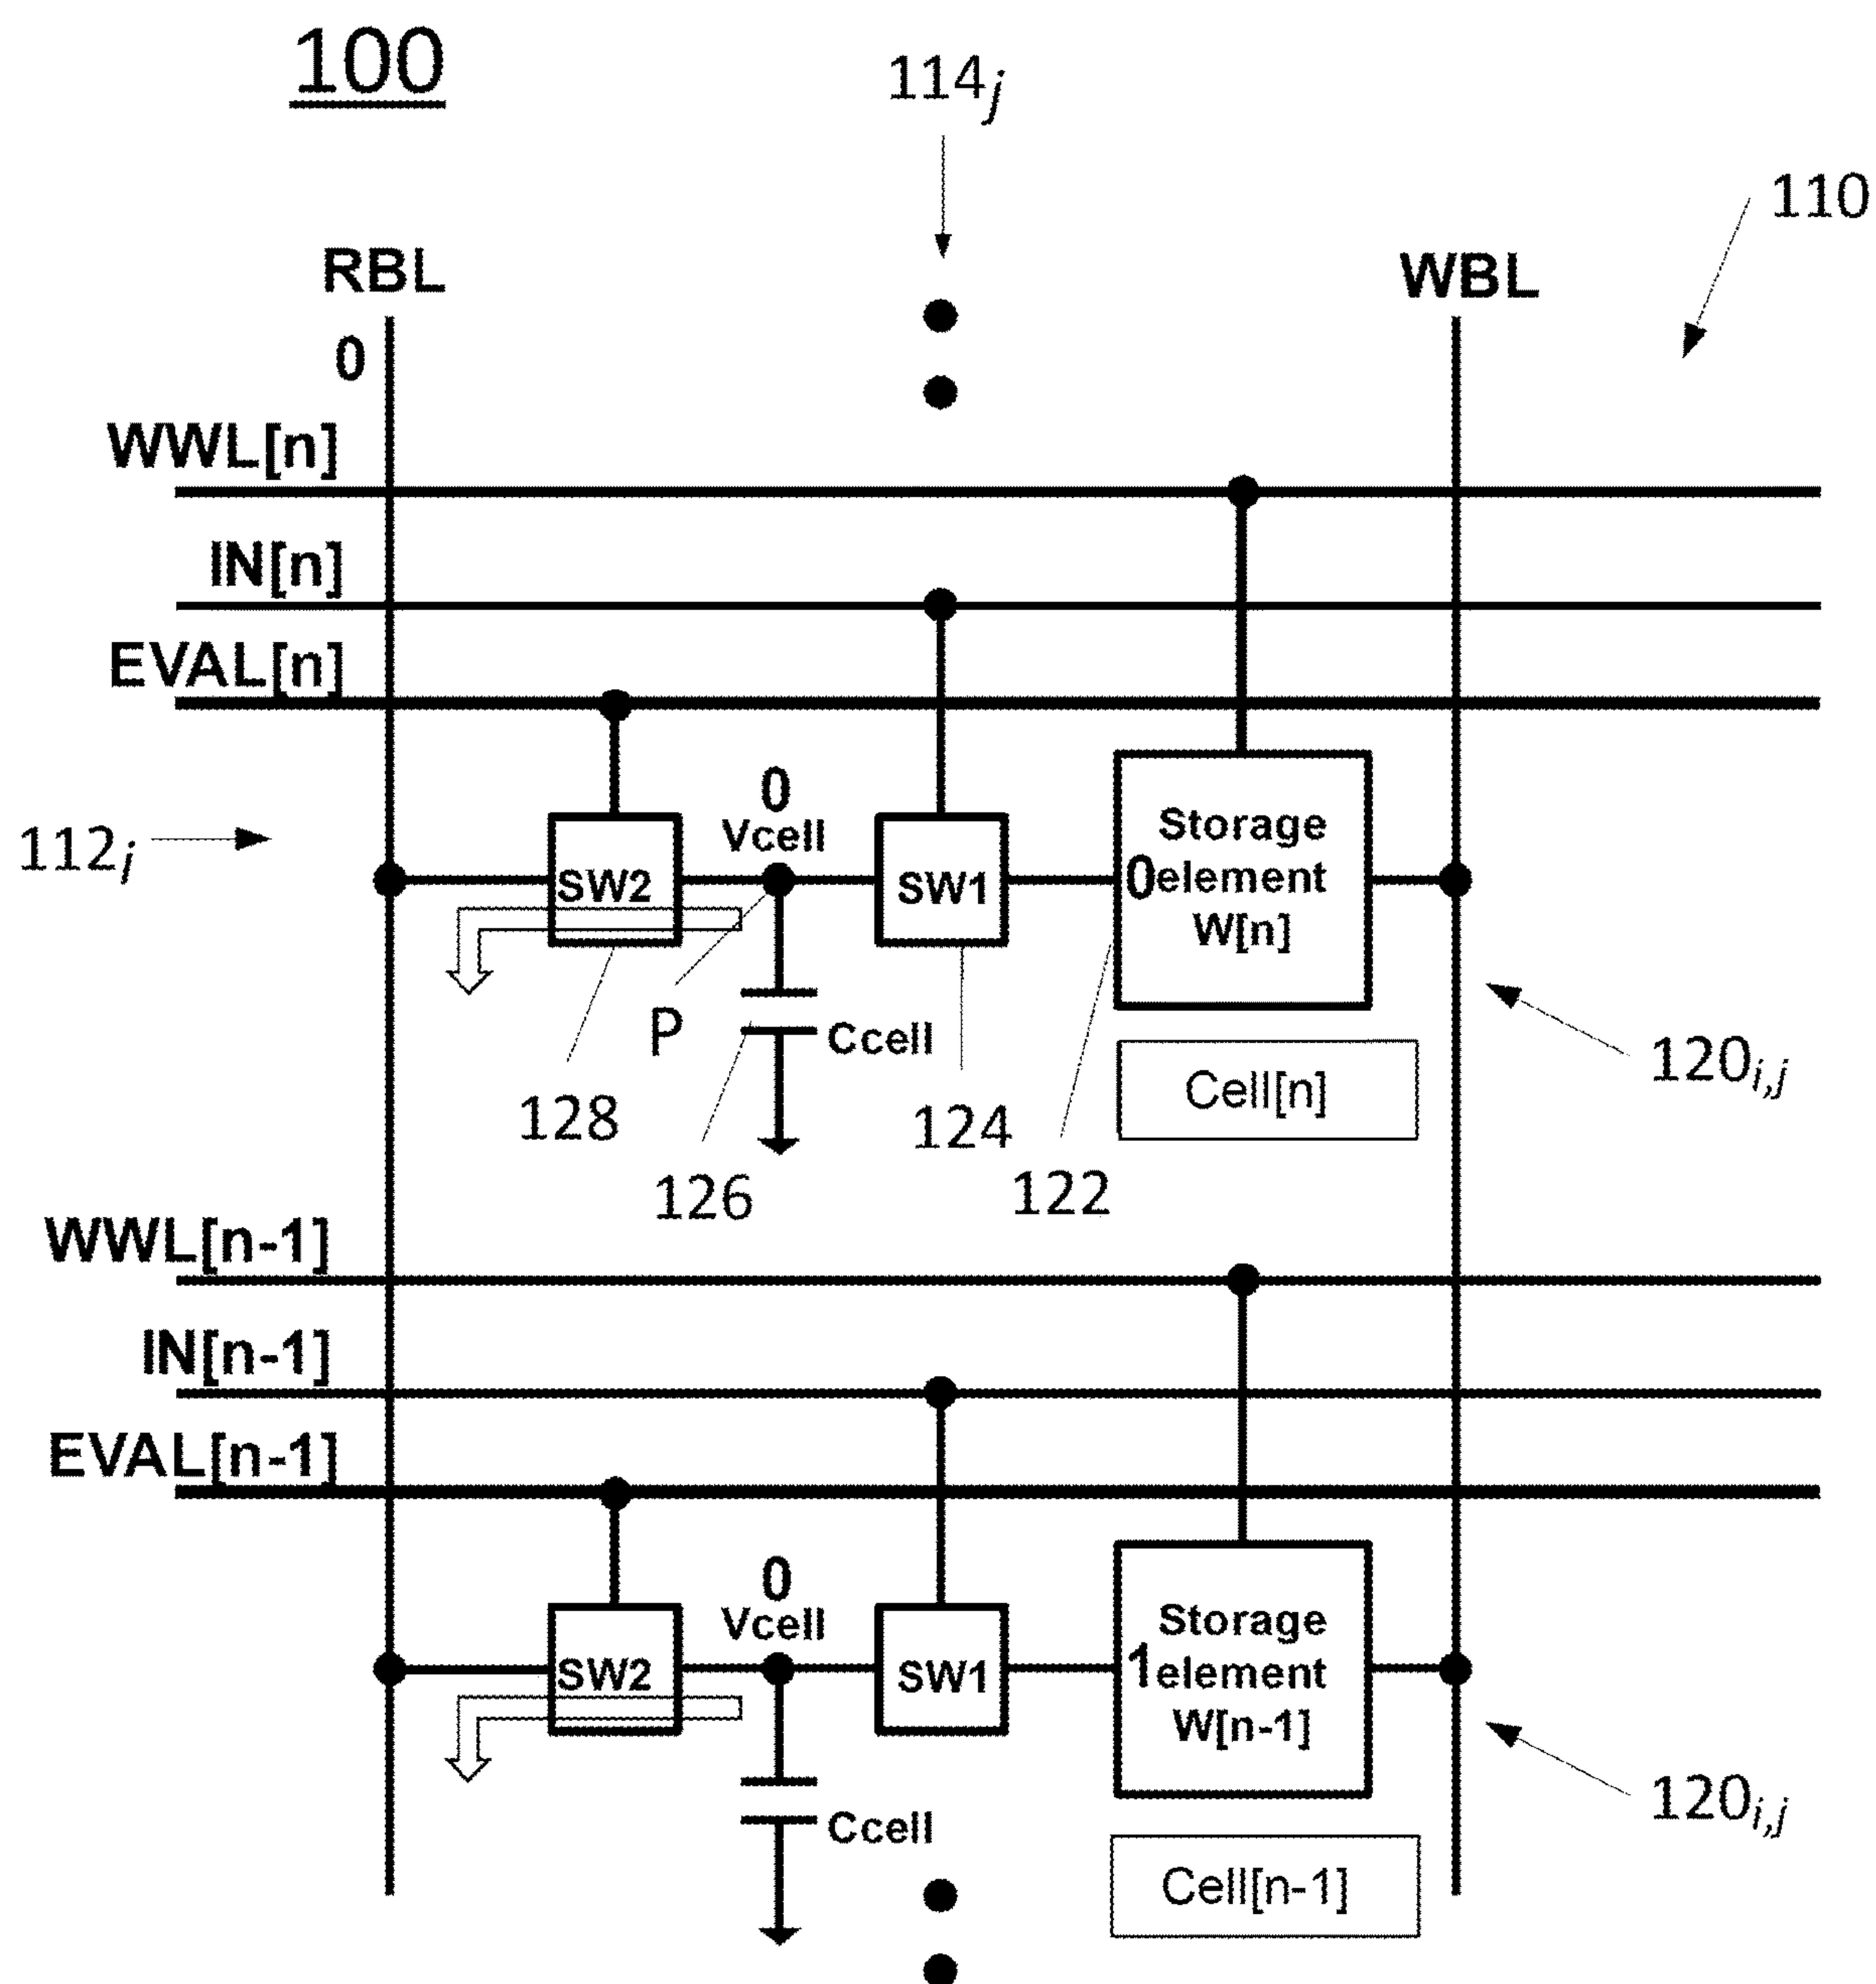 100
114j
110
RBL
WBL
0
WWL[n]
IN[n]
EVAL[n]
0
Vcell
Storage
112i
SW2
SW1
0element
W[n]
P
Ccell
120i,j
Cell[n]
128
124
126
122
WWL[n-1]
IN[n-1]
EVAL[n-1]
0
Vcell
Storage
SW2
SW1
1element
W[n-1]
120i,j
Ccell
Cell[n-1]